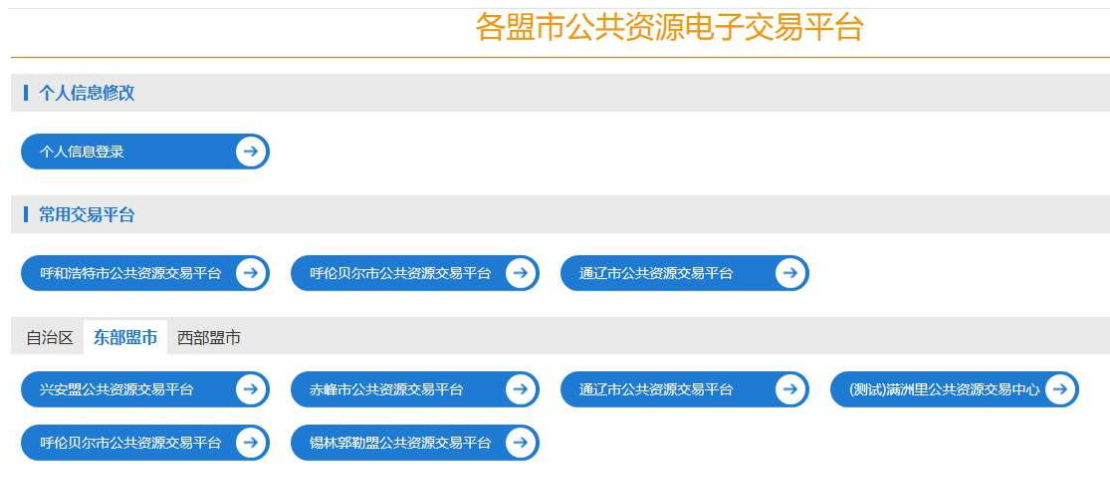 各盟市公共资源电子交易平台
个人信息修改
个人信息登录
常用交易平台
呼和浩特市公共资源交易平台 呼伦贝尔市公共资源交易平台 通辽市公共资源交易平台
自治区 东部盟市 西部盟市
兴安盟公共资源交易平台 赤峰市公共资源交易平台 通辽市公共资源交易平台 (测试)满洲里公共资源交易中心
呼伦贝尔市公共资源交易平台 锡林郭勒盟公共资源交易平台